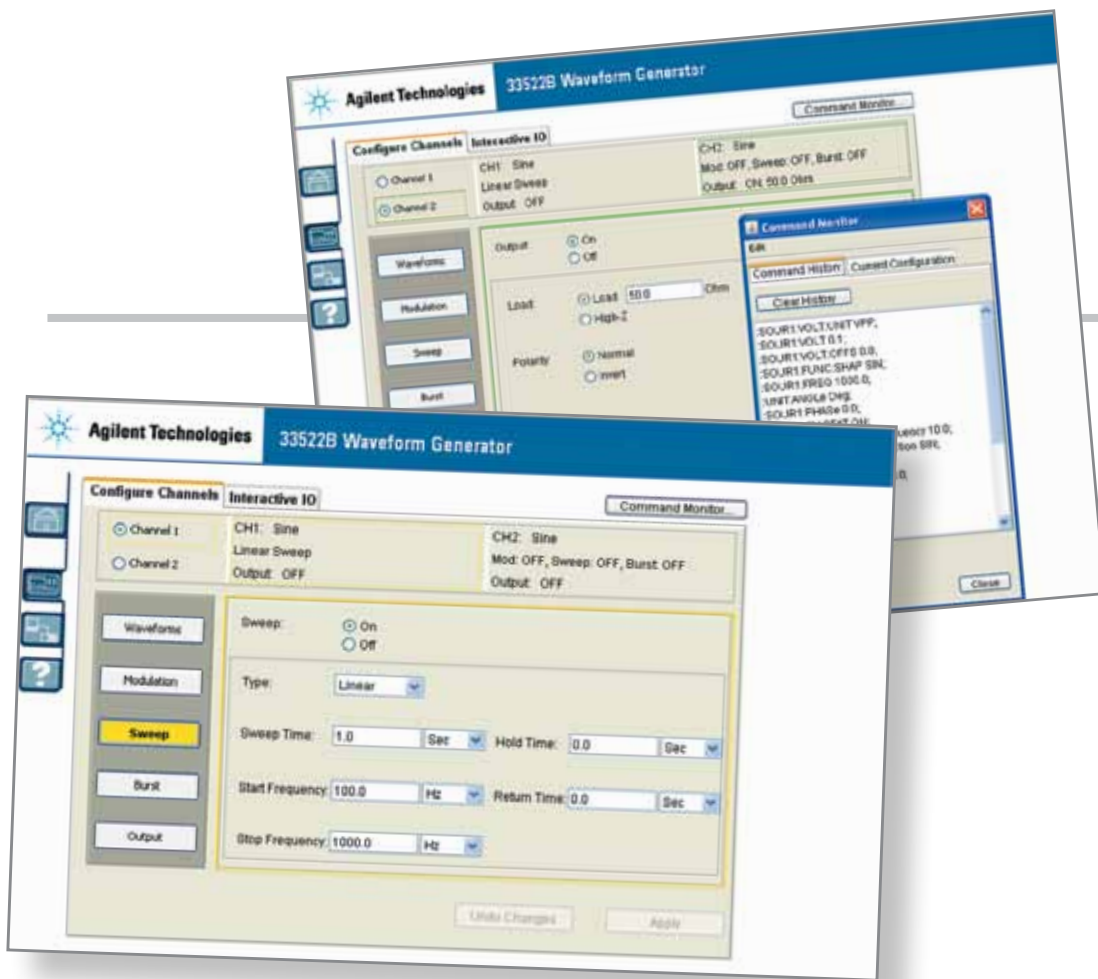 Agilent Technologies 33522B Waveform Generator
Command Monitor...
Configure Channels Interactive IO
Channel 1
Channel 2
CH1: Sine
Linear Sweep
Output: OFF
CH2: Sine
Mod: OFF, Sweep: OFF, Burst: OFF
Output: ON, 50.0 Ohm
Waveforms
Modulation
Sweep
Burst
Output
On
Off
Load:
Load 50.0 Ohm
High-Z
Polarity
Normal
Invert
Command Monitor
Edit
Command History Current Configuration
Clear History
:SOUR1:VOLT:UNIT VPP;
:SOUR1:VOLT 0.1;
:SOUR1:VOLT:OFFS 0.0;
:SOUR1:FUNC:SHAP SIN;
:SOUR1:FREQ 1000.0;
:UNIT:ANGLe Deg;
:SOUR1:PHASe 0.0;
uency 10.0;
tion SIN;
.0;
Close
Agilent Technologies 33522B Waveform Generator
Configure Channels Interactive IO
Command Monitor...
Channel 1
Channel 2
CH1: Sine
Linear Sweep
Output: OFF
CH2: Sine
Mod: OFF, Sweep: OFF, Burst: OFF
Output: OFF
Waveforms
Modulation
Sweep
Burst
Output
Sweep:
On
Off
Type: Linear
Sweep Time: 1.0 Sec Hold Time: 0.0 Sec
Start Frequency: 100.0 Hz Return Time: 0.0 Sec
Stop Frequency: 1000.0 Hz
Undo Changes Apply